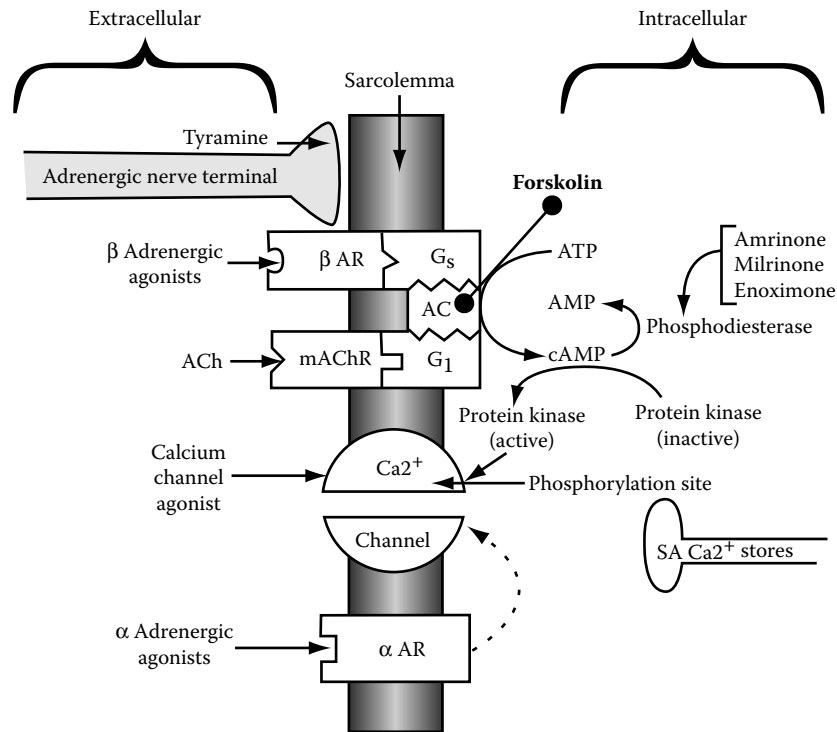 Extracellular
Intracellular
Sarcolemma
Tyramine
Adrenergic nerve terminal
Forskolin
β Adrenergic
agonists
β AR
Gs
ATP
Amrinone
Milrinone
Enoximone
AC
AMP
Phosphodiesterase
ACh
mAChR
G1
cAMP
Protein kinase
(active)
Protein kinase
(inactive)
Calcium
channel
agonist
Ca2+
Phosphorylation site
Channel
SA Ca2+ stores
α Adrenergic
agonists
α AR